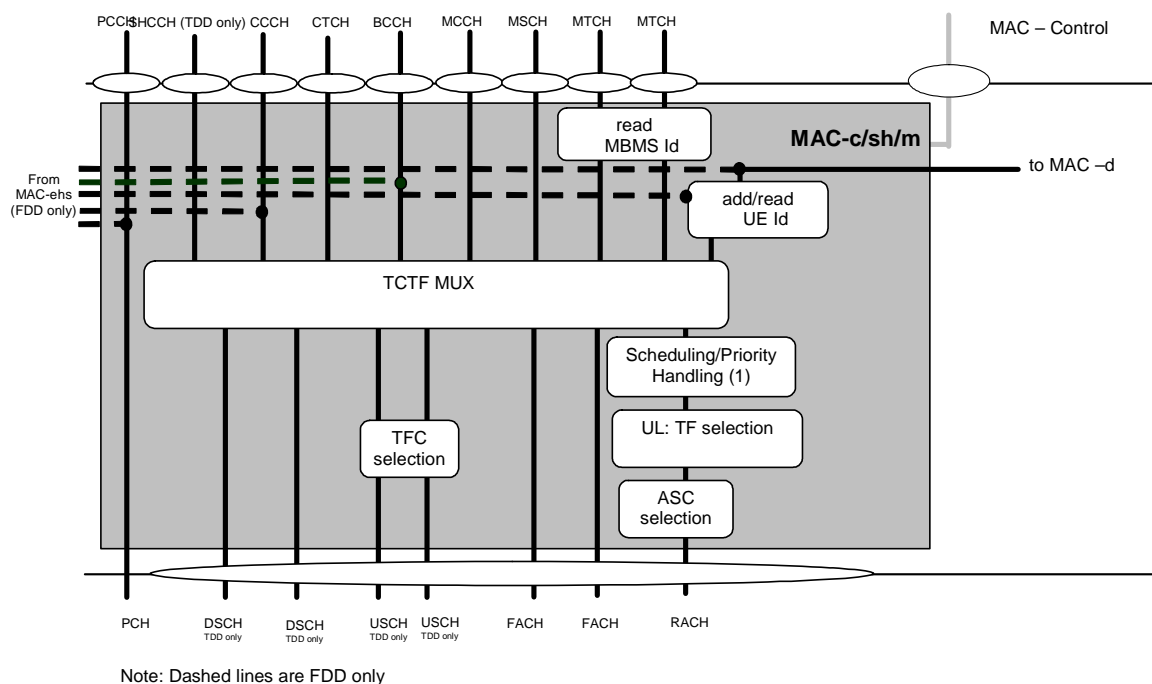 PCCH SHCCH (TDD only) CCCH CTCH BCCH MCCH MSCH MTCH MTCH
MAC – Control
read
MBMS Id
MAC-c/sh/m
From
MAC-ehs
(FDD only)
to MAC –d
add/read
UE Id
TCTF MUX
Scheduling/Priority
Handling (1)
UL: TF selection
TFC
selection
ASC
selection
PCH
DSCH
TDD only
DSCH
TDD only
USCH
TDD only
USCH
TDD only
FACH
FACH
RACH
Note: Dashed lines are FDD only